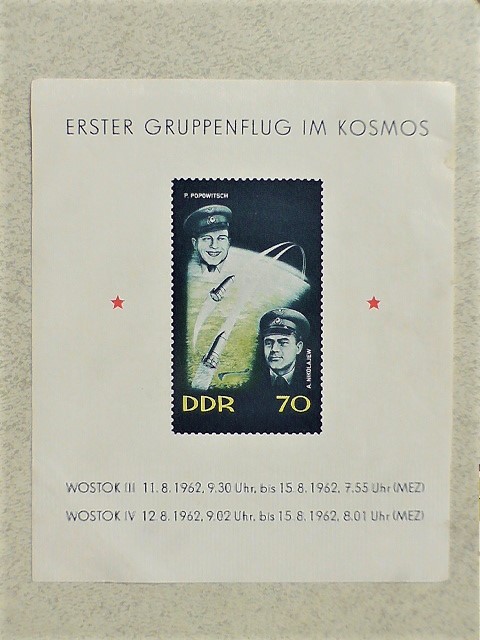 ERSTER GRUPPENFLUG IM KOSMOS
P. POPOWITSCH
A. NIKOLAJEW
DDR 70
WOSTOK III 11.8.1962, 9.30 Uhr, bis 15.8.1962, 7.55 Uhr (MEZ)
WOSTOK IV 12.8.1962, 9.02 Uhr, bis 15.8.1962, 8.01 Uhr (MEZ)